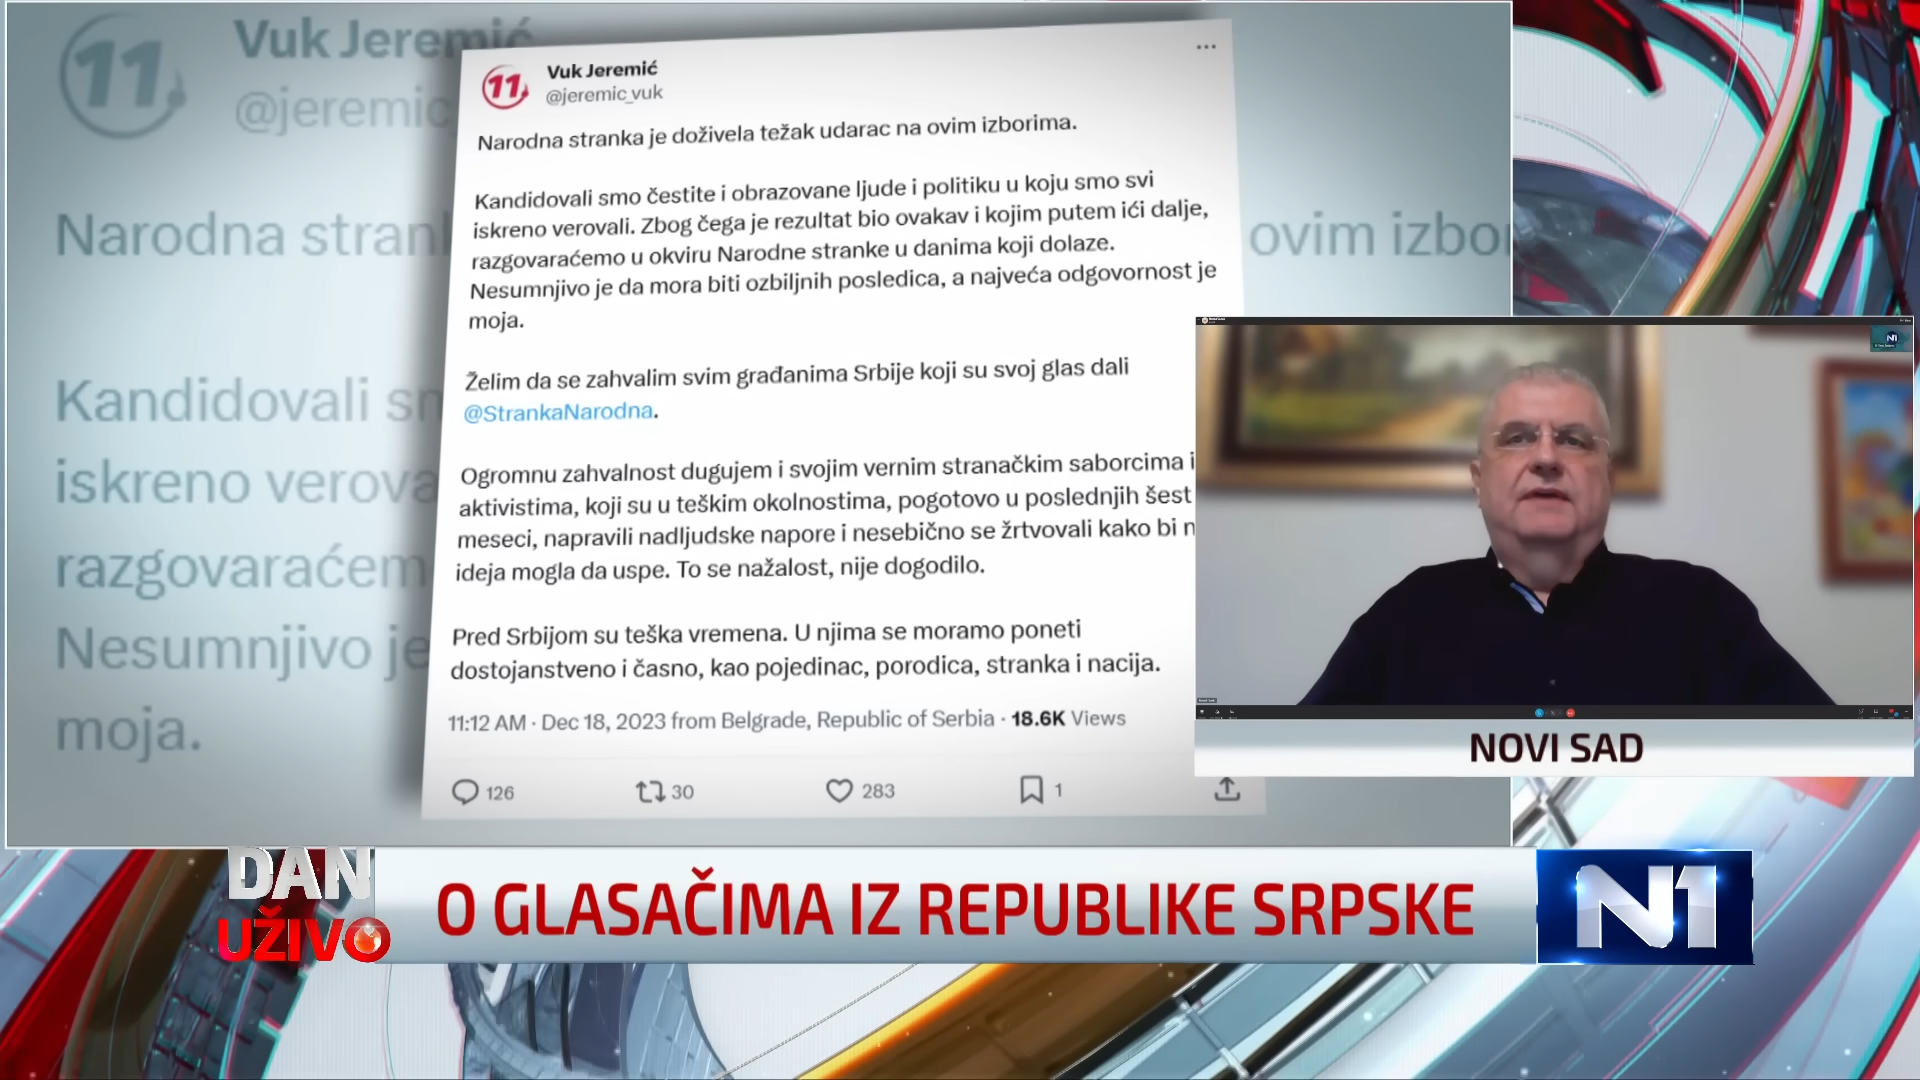 Vuk Jeremić
@jeremic
Narodna stran
ovim izbor
Kandidovali sm
iskreno verova
razgovaraćem
Nesumnjivo je
moja.
11
Vuk Jeremić
@jeremic_vuk
Narodna stranka je doživela težak udarac na ovim izborima.
Kandidovali smo čestite i obrazovane ljude i politiku u koju smo svi
iskreno verovali. Zbog čega je rezultat bio ovakav i kojim putem ići dalje,
razgovaraćemo u okviru Narodne stranke u danima koji dolaze.
Nesumnjivo je da mora biti ozbiljnih posledica, a najveća odgovornost je
moja.
Želim da se zahvalim svim građanima Srbije koji su svoj glas dali
@StrankaNarodna.
Ogromnu zahvalnost dugujem i svojim vernim stranačkim saborcima i
aktivistima, koji su u teškim okolnostima, pogotovo u poslednjih šest
meseci, napravili nadljudske napore i nesebično se žrtvovali kako bi n
ideja mogla da uspe. To se nažalost, nije dogodilo.
Pred Srbijom su teška vremena. U njima se moramo poneti
dostojanstveno i časno, kao pojedinac, porodica, stranka i nacija.
11:12 AM · Dec 18, 2023 from Belgrade, Republic of Serbia · 18.6K Views
126 30 283 1
N1
NOVI SAD
DAN
UŽIVO
O GLASAČIMA IZ REPUBLIKE SRPSKE
N1